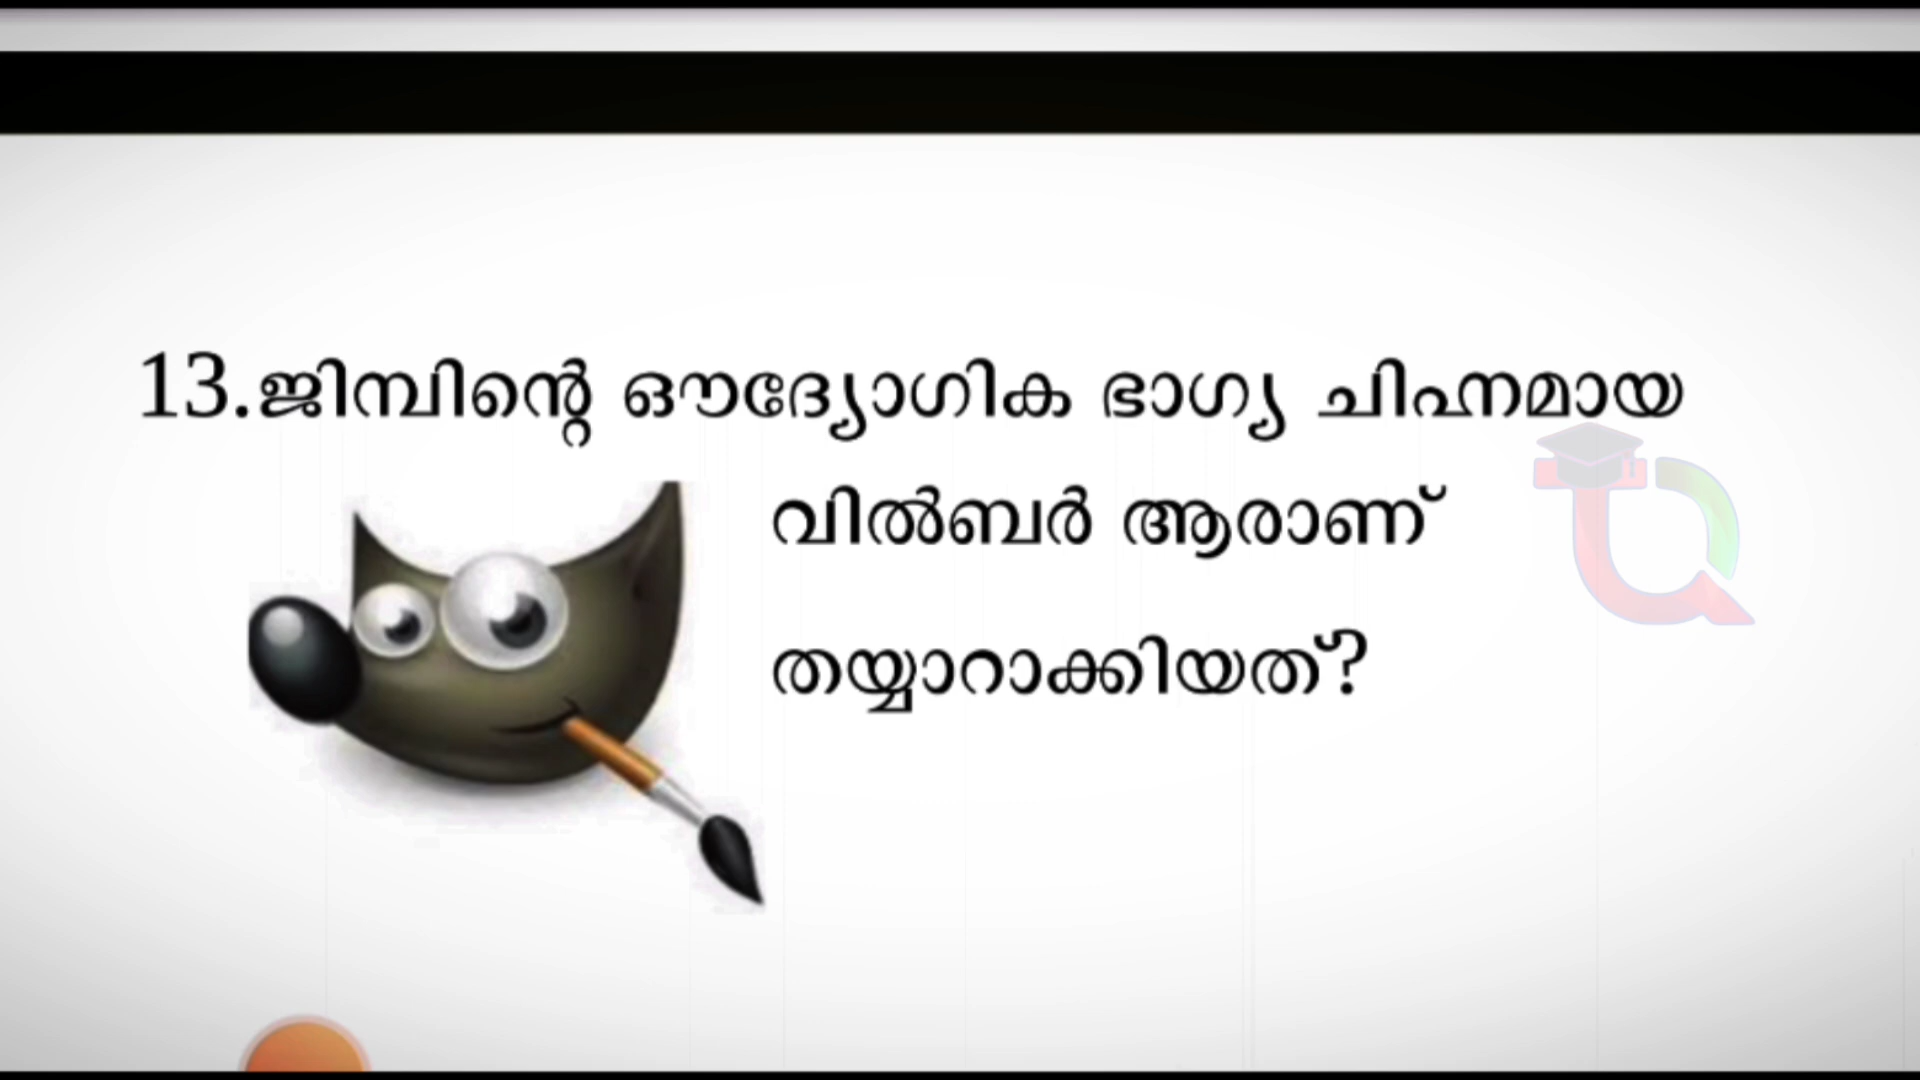 13.ജിമ്പിന്റെ ഔദ്യോഗിക ഭാഗ്യ ചിഹ്നമായ
വിൽബർ ആരാണ്
തയ്യാറാക്കിയത്?